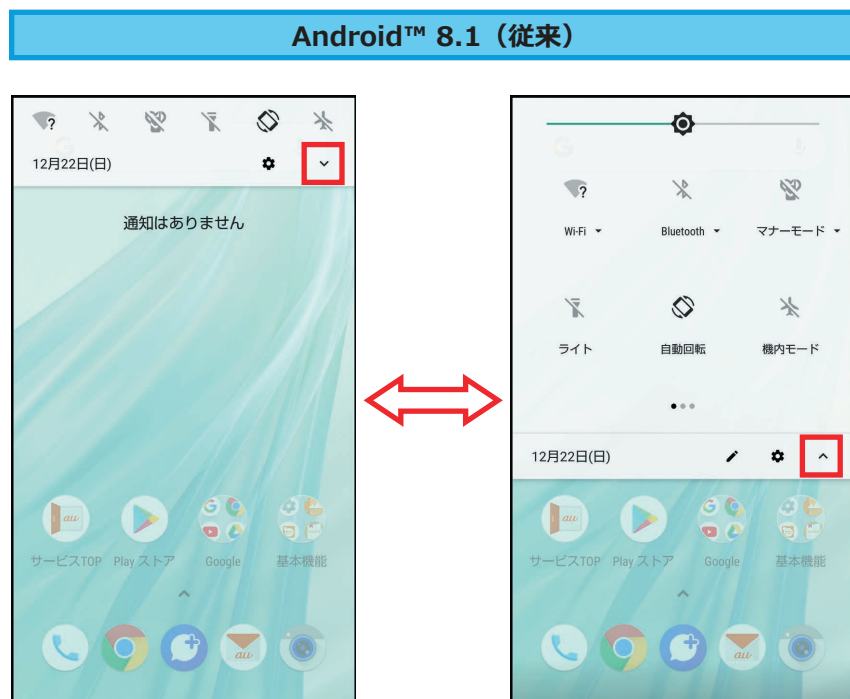 Android™ 8.1（従来）
12月22日(日)
通知はありません
au
サービスTOP
Play ストア
Google
基本機能
au
Wi-Fi
Bluetooth
マナーモード
ライト
自動回転
機内モード
12月22日(日)
au
サービスTOP
Play ストア
Google
基本機能
au